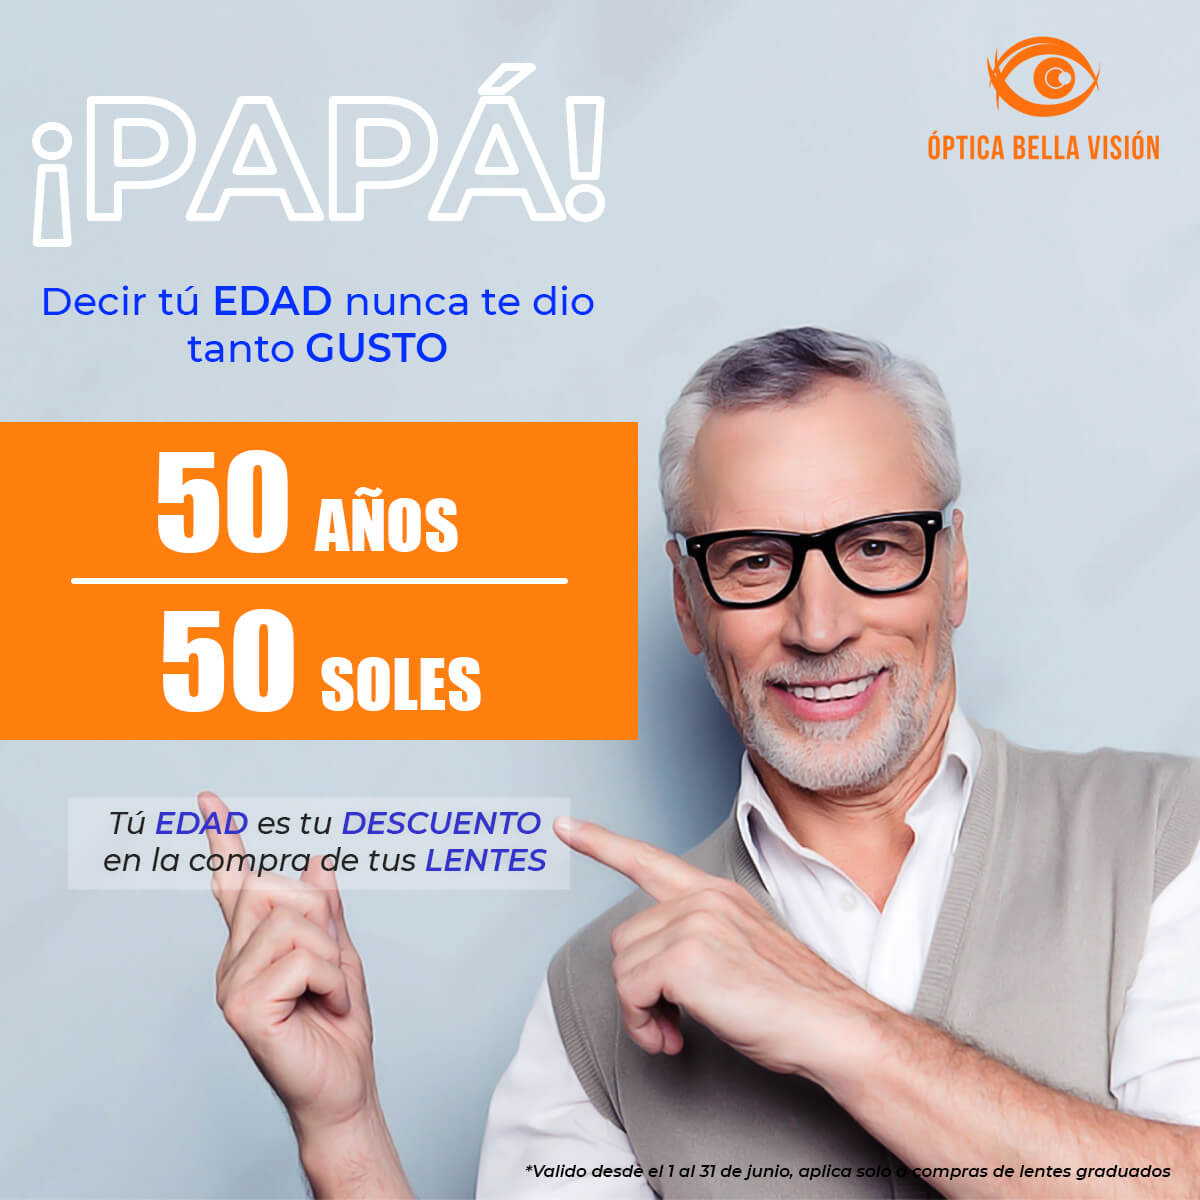 ¡PAPÁ!
ÓPTICA BELLA VISIÓN
Decir tú EDAD nunca te dio
tanto GUSTO
50 AÑOS
50 SOLES
Tú EDAD es tu DESCUENTO
en la compra de tus LENTES
*Valido desde el 1 al 31 de junio, aplica solo a compras de lentes graduados